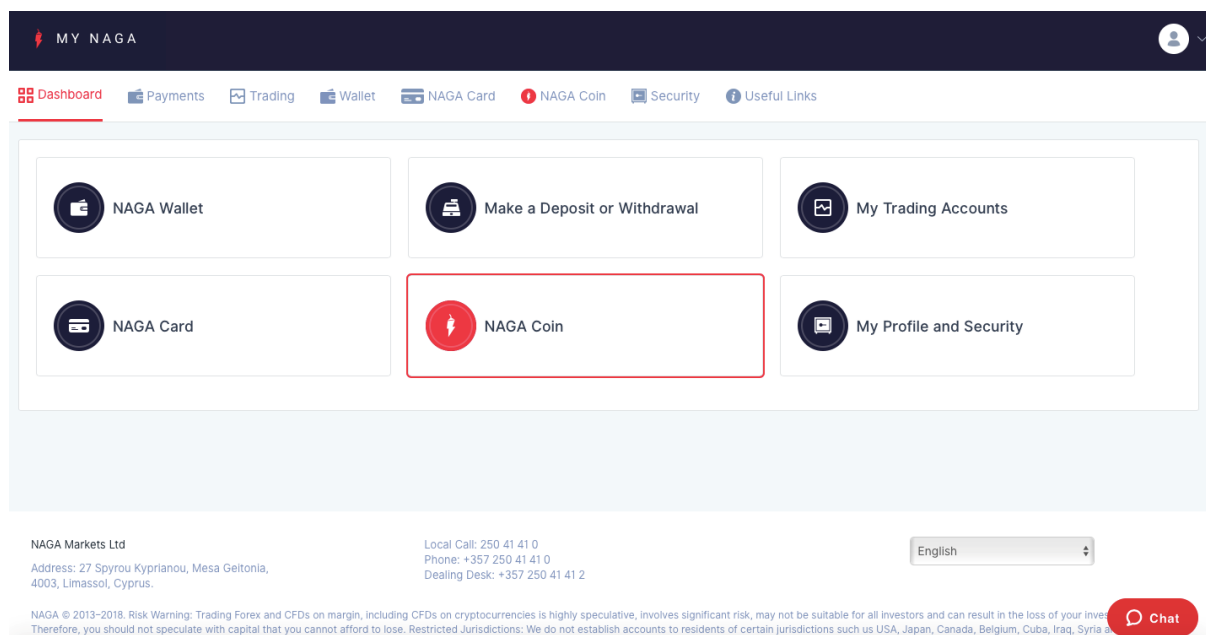 MY NAGA
Dashboard Payments Trading Wallet NAGA Card NAGA Coin Security Useful Links
NAGA Wallet
Make a Deposit or Withdrawal
My Trading Accounts
NAGA Card
NAGA Coin
My Profile and Security
NAGA Markets Ltd
Address: 27 Spyrou Kyprianou, Mesa Geitonia,
4003, Limassol, Cyprus.
Local Call: 250 41 41 0
Phone: +357 250 41 41 0
Dealing Desk: +357 250 41 41 2
English
NAGA © 2013–2018. Risk Warning: Trading Forex and CFDs on margin, including CFDs on cryptocurrencies is highly speculative, involves significant risk, may not be suitable for all investors and can result in the loss of your
Therefore, you should not speculate with capital that you cannot afford to lose. Restricted Jurisdictions: We do not establish accounts to residents of certain jurisdictions such us USA, Japan, Canada, Belgium, Cuba, Iraq, Syria
Chat